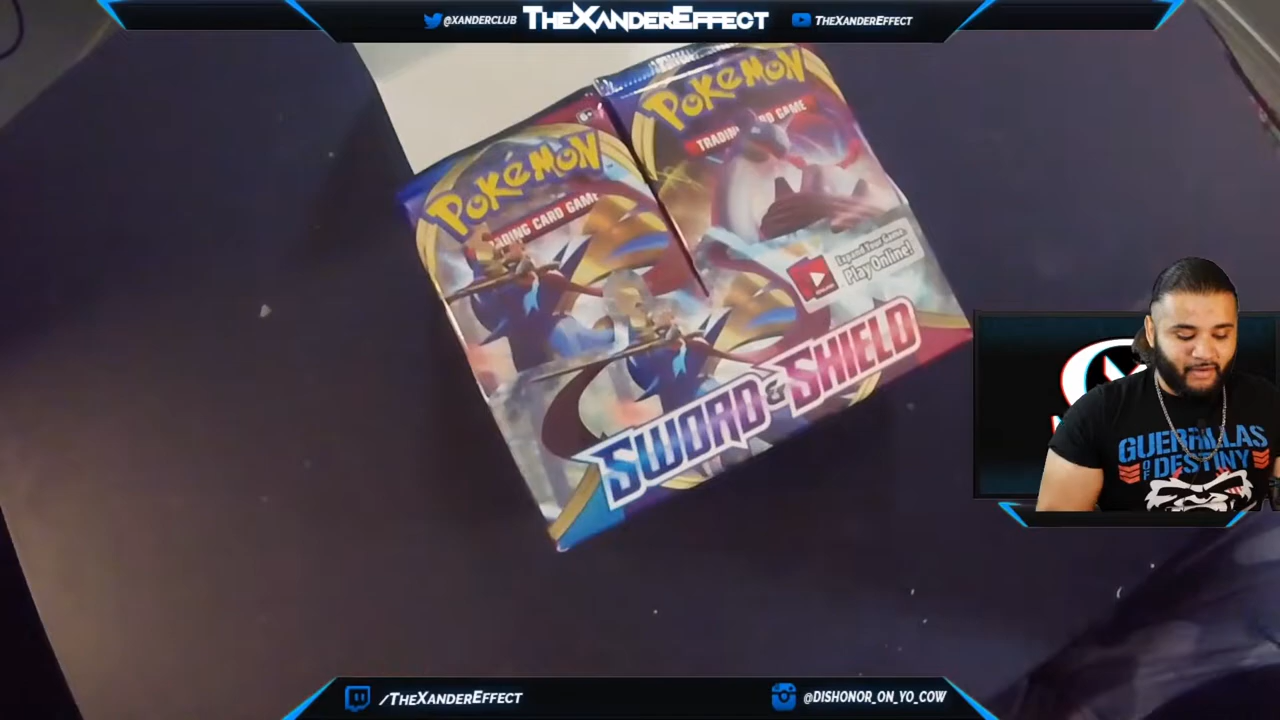 @XANDERCLUB THEXANDEREFFECT THEXANDEREFFECT
POKéMON
TRADING CARD GAME
POKéMON
TRADING CARD GAME
Expand Your Game
Play Online!
SWORD & SHIELD
GUERRILLAS
OF DESTINY
/THEXANDEREFFECT
@DISHONOR_ON_YO_COW